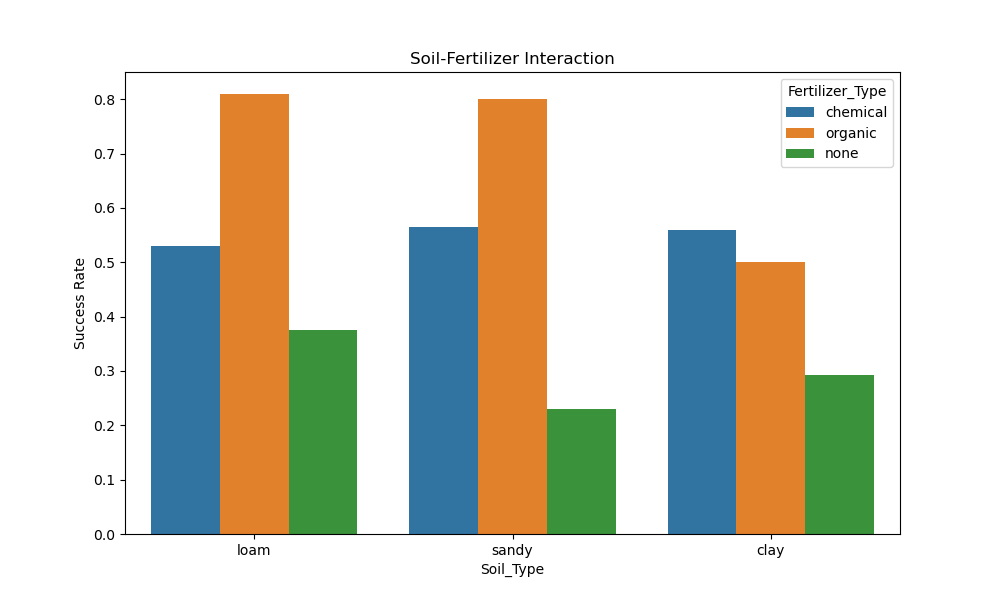 Soil-Fertilizer Interaction
Fertilizer_Type
chemical
organic
none
Success Rate
0.8
0.7
0.6
0.5
0.4
0.3
0.2
0.1
0.0
loam sandy clay
Soil_Type